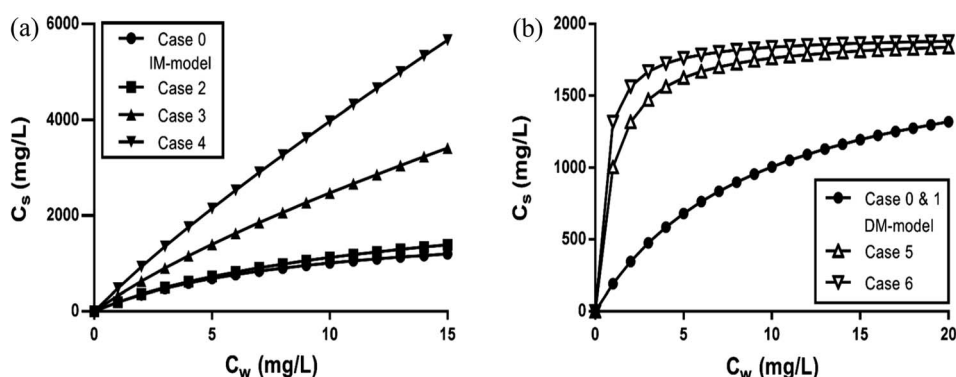 (a)
Case 0
IM-model
Case 2
Case 3
Case 4
6000
4000
2000
0
Cs (mg/L)
0 5 10 15
Cw (mg/L)
(b)
2000
1500
1000
500
0
Cs (mg/L)
Case 0 & 1
DM-model
Case 5
Case 6
0 5 10 15 20
Cw (mg/L)